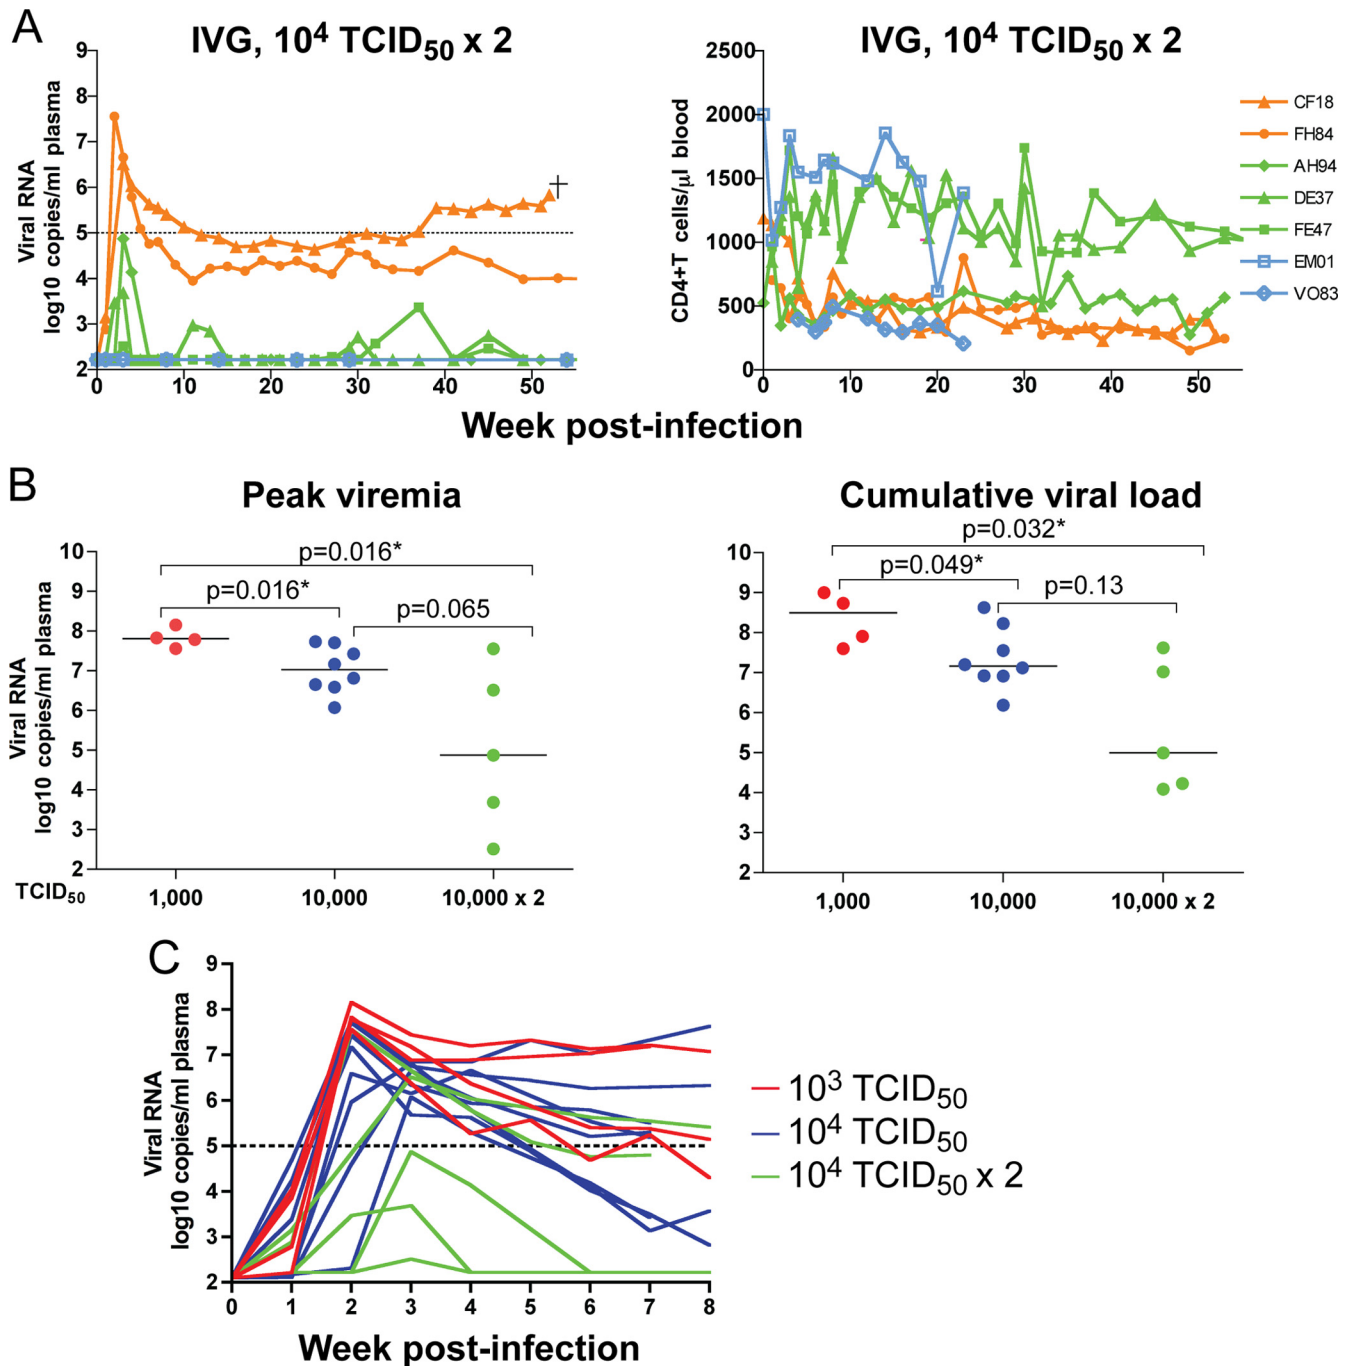 A
IVG, 10⁴ TCID₅₀ x 2
Viral RNA
log10 copies/ml plasma
9
8
7
6
5
4
3
2
0 10 20 30 40 50
IVG, 10⁴ TCID₅₀ x 2
CD4+T cells/µl blood
2500
2000
1500
1000
500
0
0 10 20 30 40 50
CF18
FH84
AH94
DE37
FE47
EM01
VO83
Week post-infection
B
Peak viremia
Viral RNA
log10 copies/ml plasma
10
9
8
7
6
5
4
3
2
p=0.016*
p=0.016*
p=0.065
TCID₅₀
1,000 10,000 10,000 x 2
Cumulative viral load
10
9
8
7
6
5
4
3
2
p=0.032*
p=0.049*
p=0.13
1,000 10,000 10,000 x 2
C
Viral RNA
log10 copies/ml plasma
9
8
7
6
5
4
3
2
0 1 2 3 4 5 6 7 8
Week post-infection
10³ TCID₅₀
10⁴ TCID₅₀
10⁴ TCID₅₀ x 2